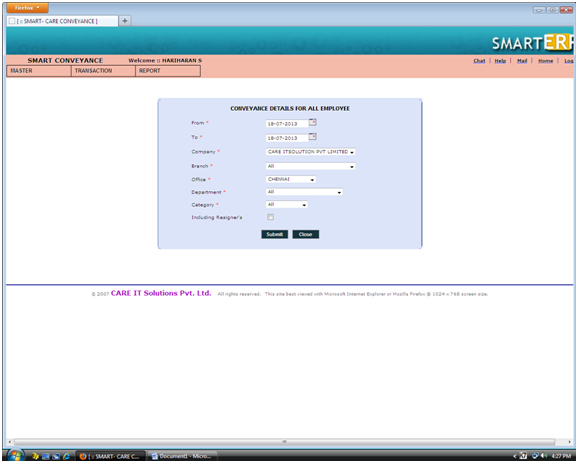 Firefox
[ :: SMART- CARE CONVEYANCE ]
SMARTERP
SMART CONVEYANCE Welcome :: HARIHARAN S Chat | Help | Mail | Home | Log
MASTER TRANSACTION REPORT
CONVEYANCE DETAILS FOR ALL EMPLOYEE
From * 18-07-2013
To * 18-07-2013
Company * CARE ITSOLUTION PVT LIMITED
Branch * All
Office * CHENNAI
Department * All
Category * All
Including Resigner's
Submit Close
© 2007 CARE IT Solutions Pvt. Ltd. All rights reserved. This site best viewed with Microsoft Internet Explorer or Mozilla Firefox @ 1024 x 768 screen size.
[ :: SMART- CARE C... Document1 - Micro... 4:27 PM